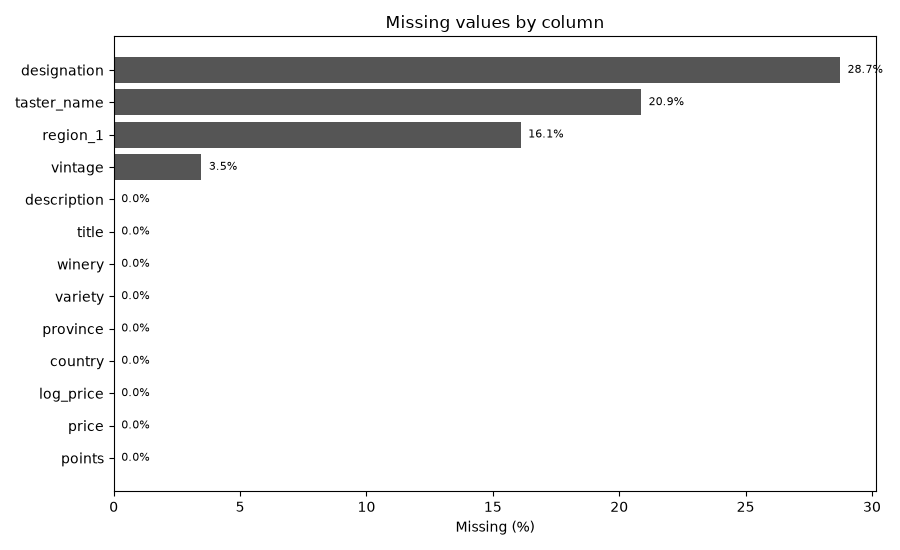 Missing values by column
designation 28.7%
taster_name 20.9%
region_1 16.1%
vintage 3.5%
description 0.0%
title 0.0%
winery 0.0%
variety 0.0%
province 0.0%
country 0.0%
log_price 0.0%
price 0.0%
points 0.0%
0 5 10 15 20 25 30
Missing (%)